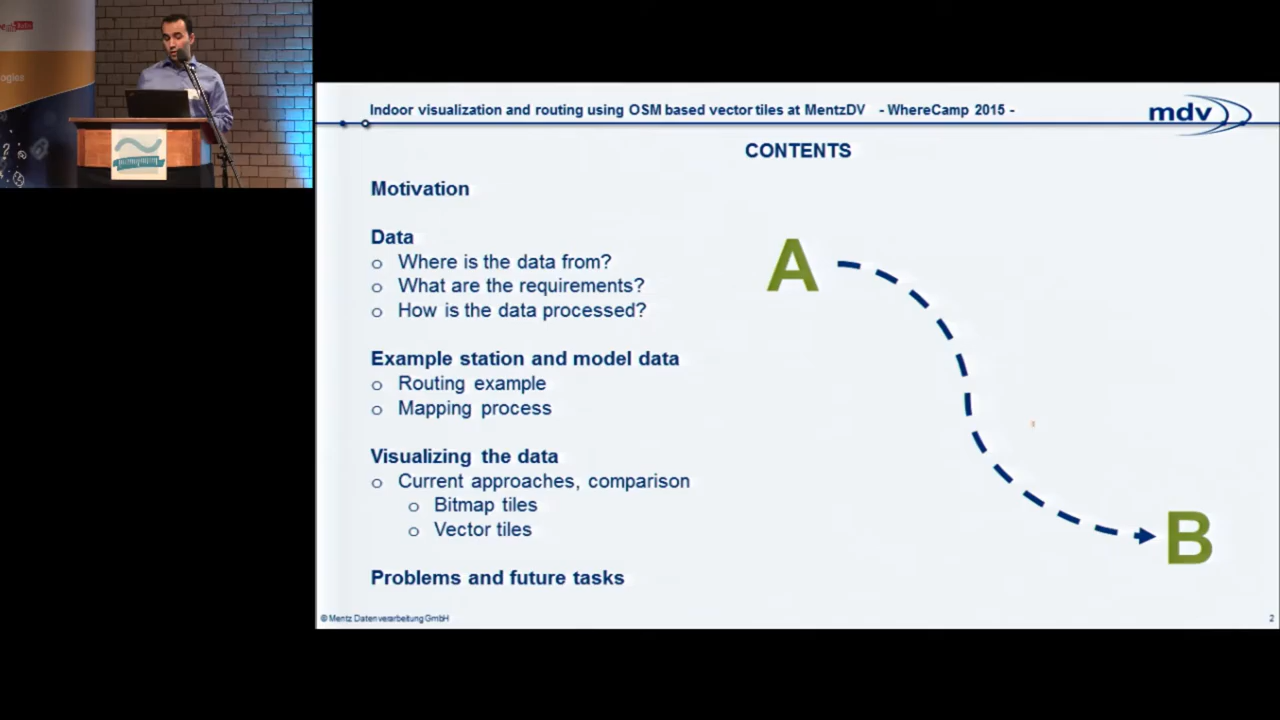 ogies
Indoor visualization and routing using OSM based vector tiles at MentzDV - WhereCamp 2015 -
mdv
CONTENTS
Motivation
Data
o Where is the data from?
o What are the requirements?
o How is the data processed?
Example station and model data
o Routing example
o Mapping process
Visualizing the data
o Current approaches, comparison
o Bitmap tiles
o Vector tiles
Problems and future tasks
A
B
© Mentz Datenverarbeitung GmbH
2